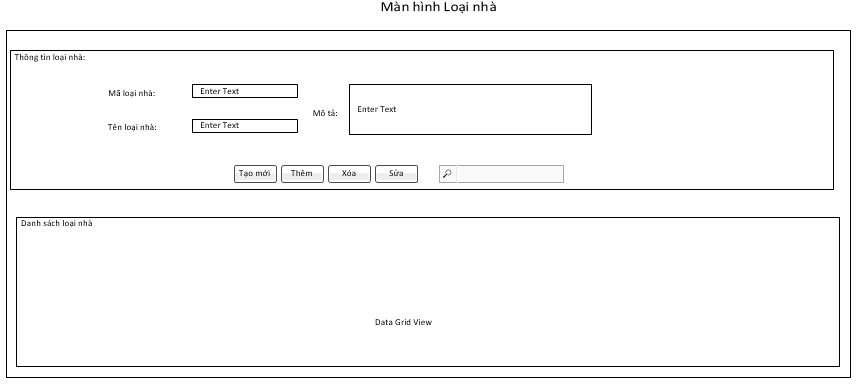 Màn hình Loại nhà
Thông tin loại nhà:
Mã loại nhà:
Enter Text
Mô tả:
Enter Text
Tên loại nhà:
Enter Text
Tạo mới
Thêm
Xóa
Sửa
Danh sách loại nhà
Data Grid View